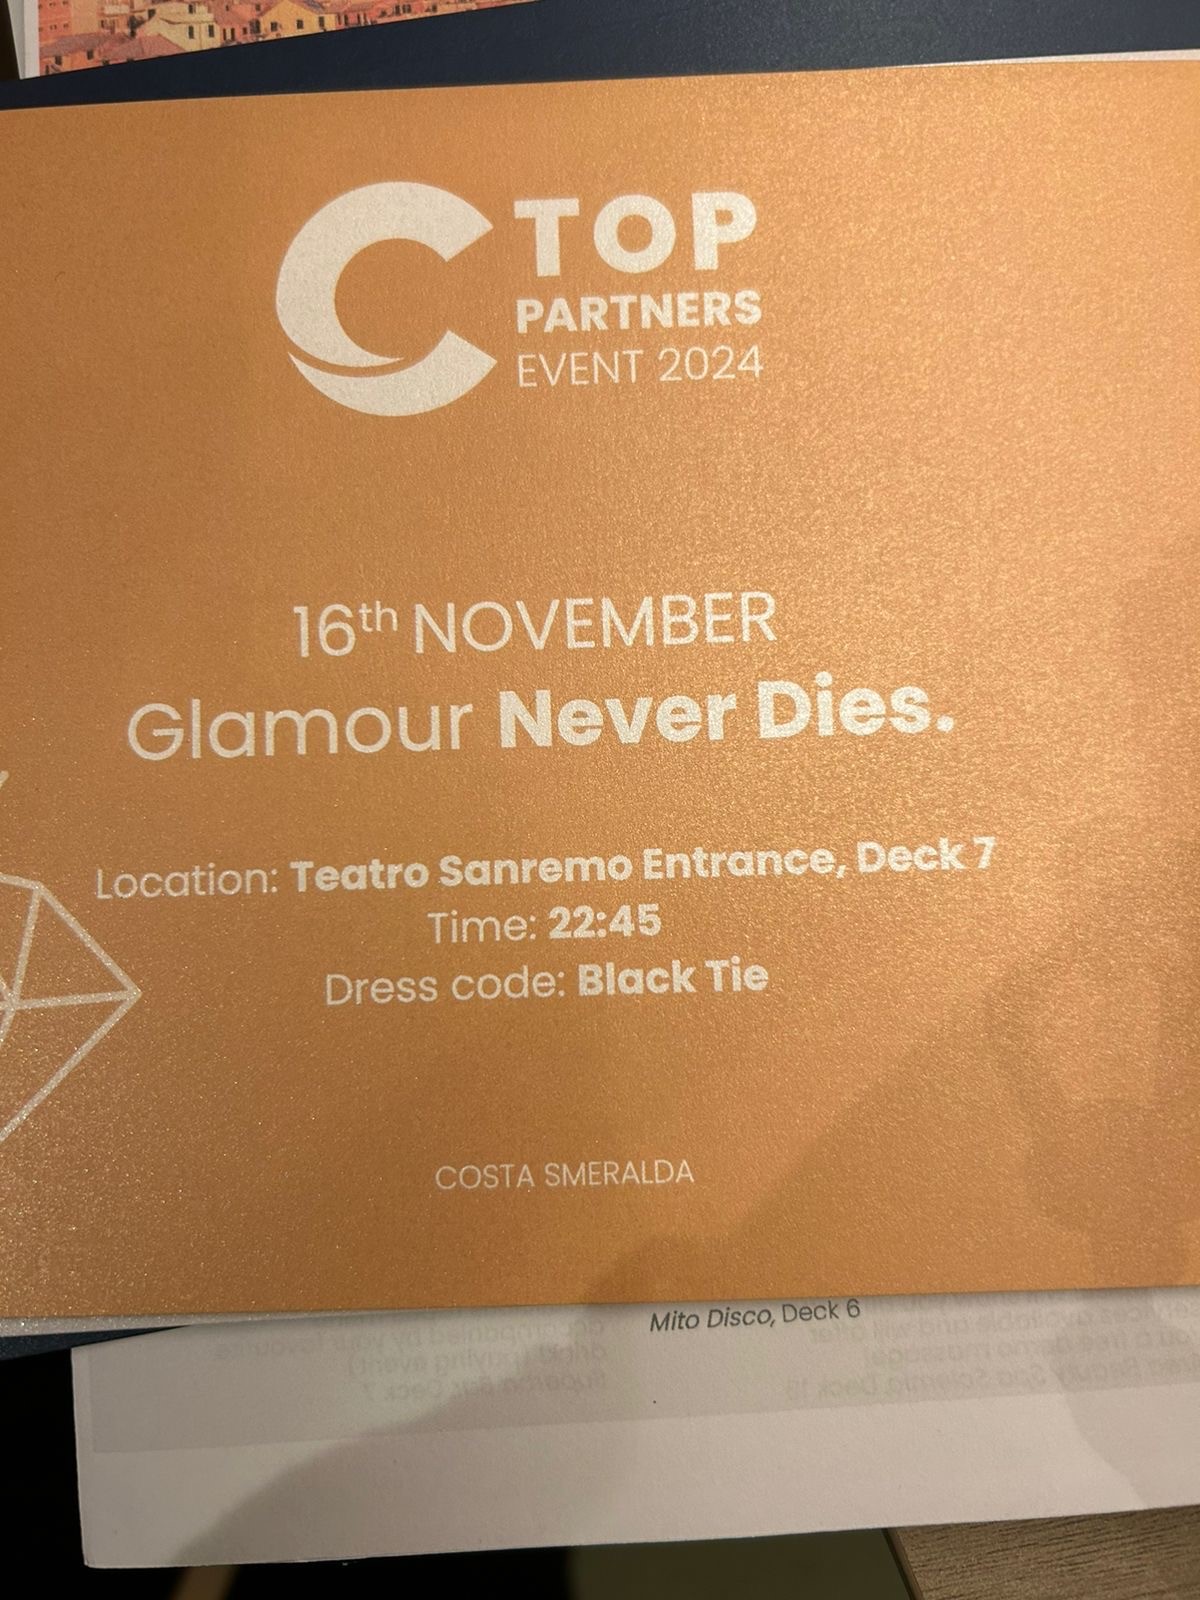 TOP
PARTNERS
EVENT 2024
16th NOVEMBER
Glamour Never Dies.
Location: Teatro Sanremo Entrance, Deck 7
Time: 22:45
Dress code: Black Tie
COSTA SMERALDA
Mito Disco, Deck 6